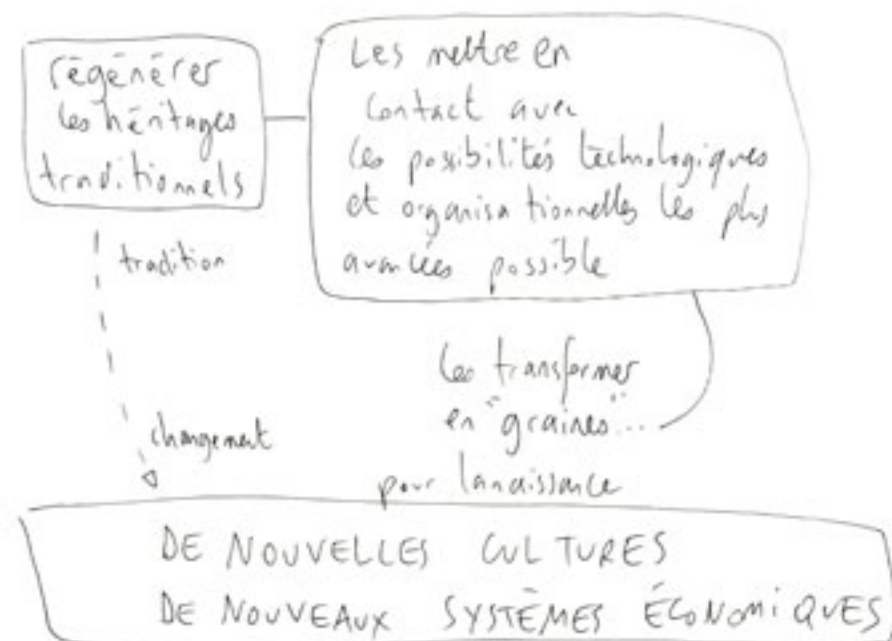 régénérer
les héritages
traditionnels
Les mettre en
contact avec
les possibilités technologiques
et organisationnelles les plus
avancées possible
tradition
changement
les transformer
en "graines"...
pour la naissance
DE NOUVELLES CULTURES
DE NOUVEAUX SYSTÈMES ÉCONOMIQUES